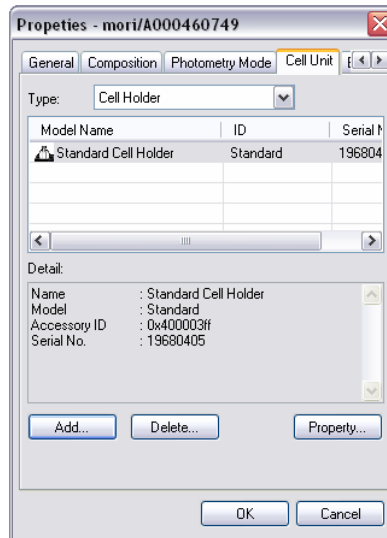 Propeties - mori/A000460749
General Composition Photometry Mode Cell Unit
Type: Cell Holder
Model Name ID Serial N
Standard Cell Holder Standard 196804
Detail:
Name : Standard Cell Holder
Model : Standard
Accessory ID : 0x400003ff
Serial No. : 19680405
Add... Delete... Property...
OK Cancel